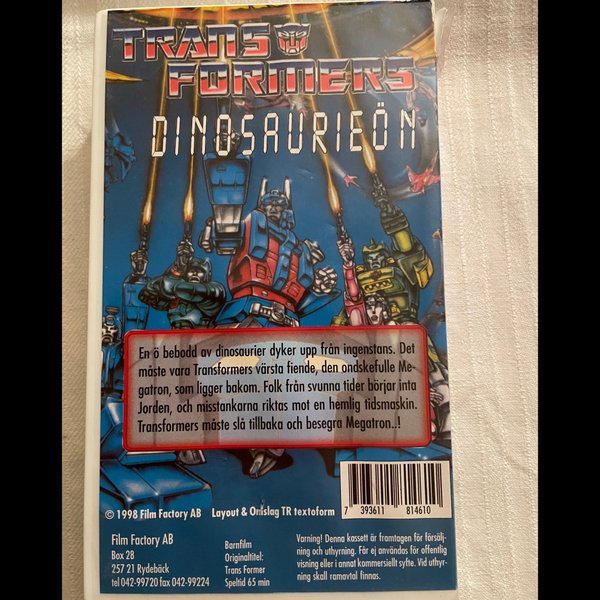 TRANS
FORMERS
DINOSAURIEÖN
En ö bebodd av dinosaurier dyker upp från ingenstans. Det
måste vara Transformers värsta fiende, den ondskefulle Me-
gatron, som ligger bakom. Folk från svunna tider börjar inta
Jorden, och misstankarna riktas mot en hemlig tidsmaskin.
Transformers måste slå tillbaka och besegra Megatron..!
© 1998 Film Factory AB Layout & Omslag TR textoform
7 393611 814610
Film Factory AB
Box 28
257 21 Rydebäck
tel 042-99720 fax 042-99224
Barnfilm
Originaltitel:
Trans Former
Speltid 65 min
Varning! Denna kassett är framtagen för försälj-
ning och uthyrning. Får ej användas för offentlig
visning eller i annat kommersiellt syfte. Vid uthyr-
ning skall ramavtal finnas.